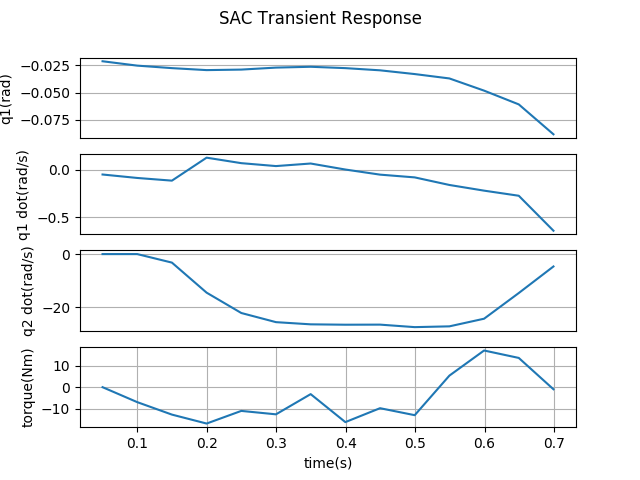 SAC Transient Response
q1(rad)
−0.025
−0.050
−0.075
q1 dot(rad/s)
0.0
−0.5
q2 dot(rad/s)
0
−20
torque(Nm)
10
0
−10
0.1 0.2 0.3 0.4 0.5 0.6 0.7
time(s)